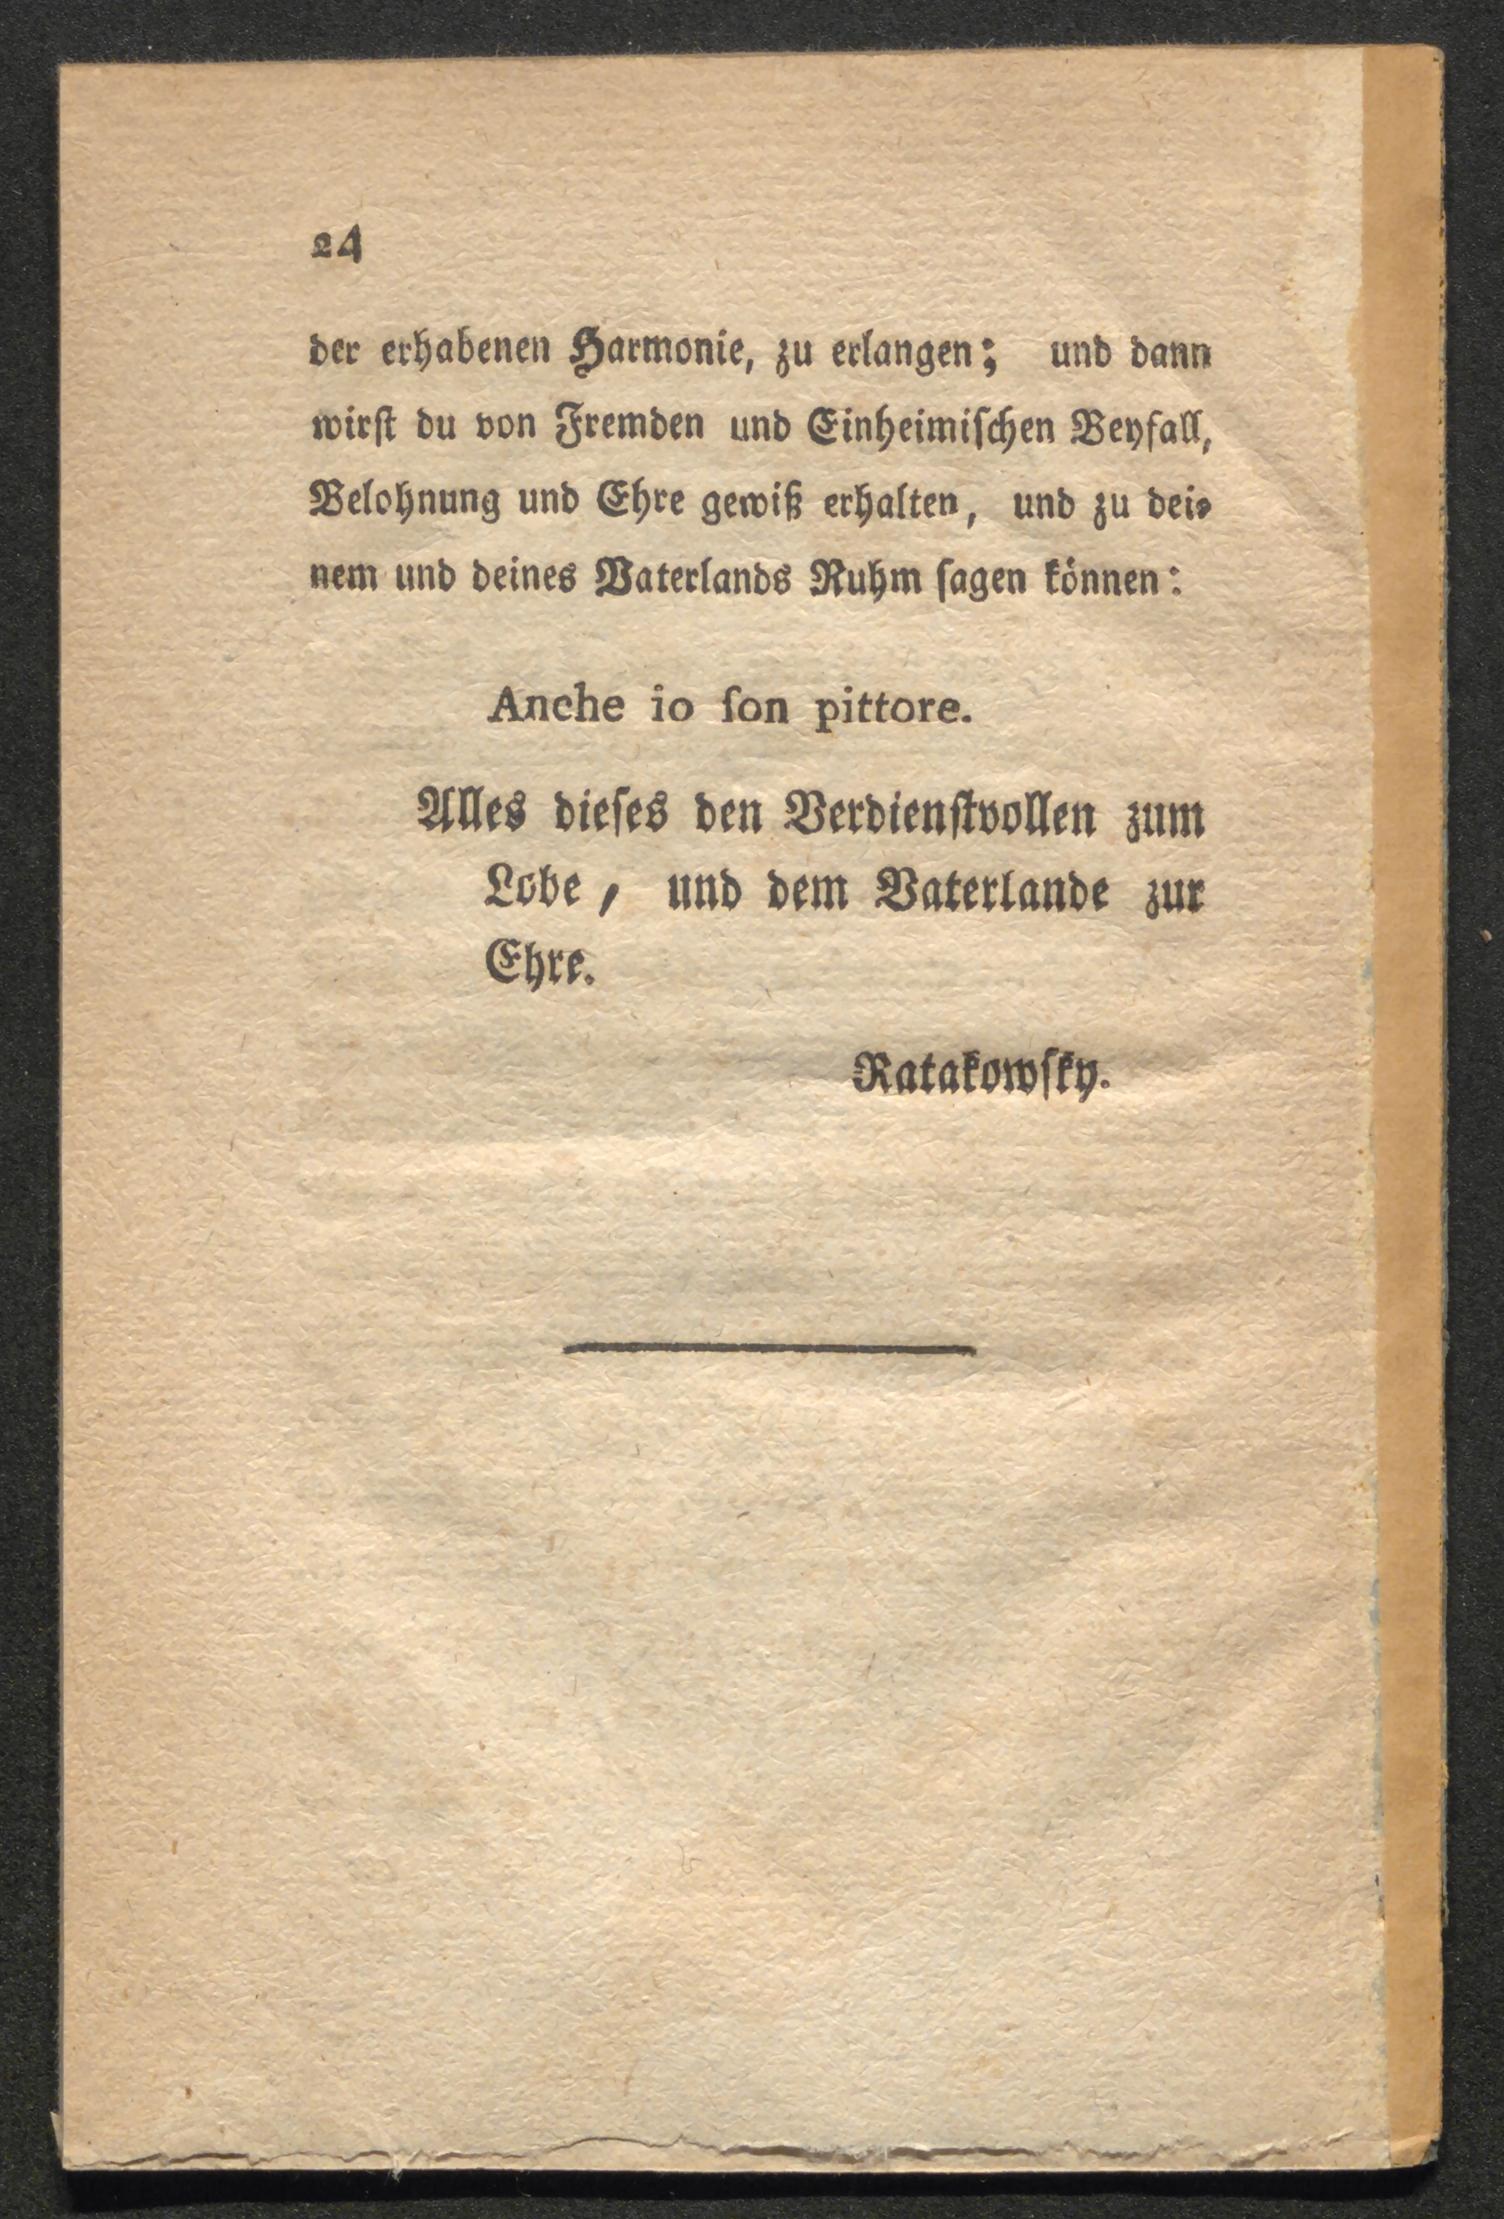 24
der erhabenen Harmonie, zu erlangen; und dann
wirſt du von Fremden und Einheimiſchen Beyfall,
Belohnung und Ehre gewiß erhalten, und zu dei⸗
nem und deines Vaterlands Ruhm ſagen können:
Anche io ſon pittore.
Alles dieſes den Verdienſtvollen zum
Lobe, und dem Vaterlande zur
Ehre.
Ratakowſky.